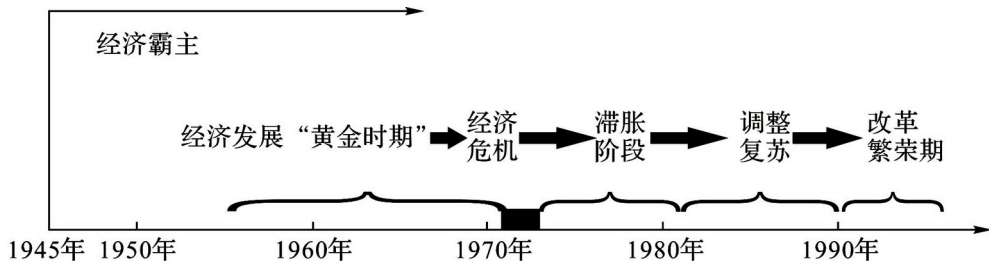 经济霸主
经济发展“黄金时期”
经济
危机
滞胀
阶段
调整
复苏
改革
繁荣期
1945年 1950年 1960年 1970年 1980年 1990年